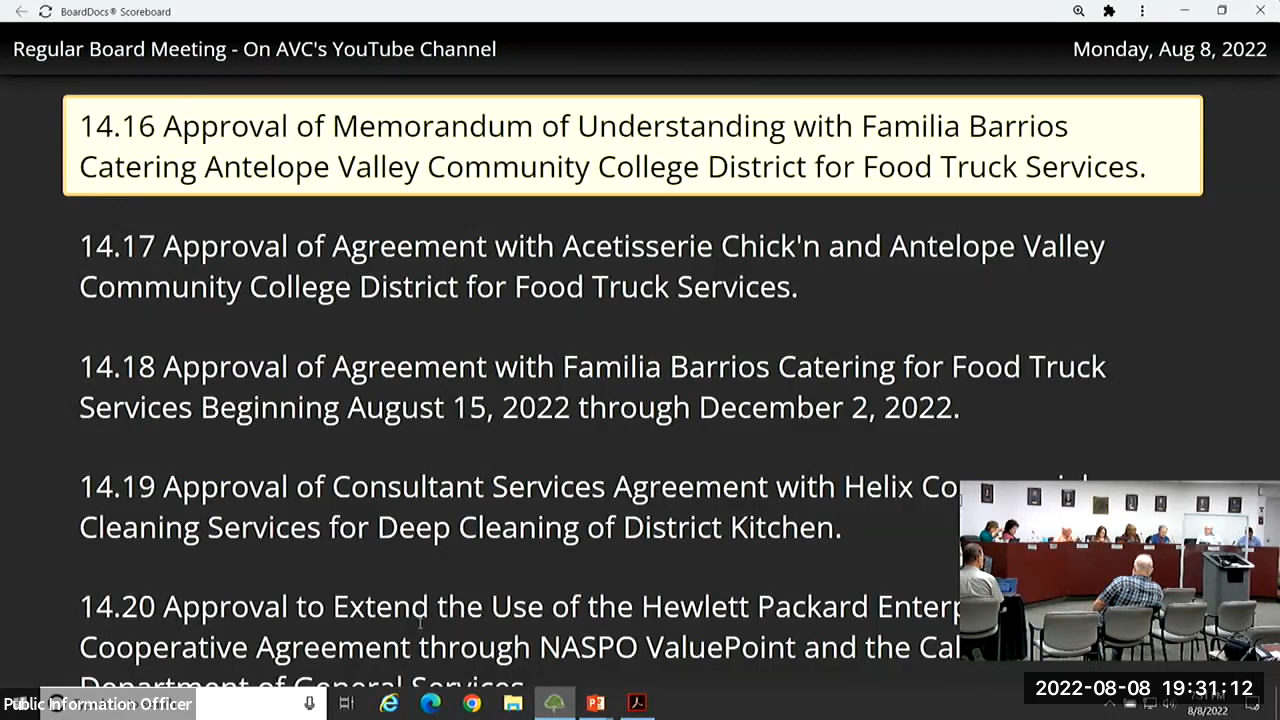 BoardDocs® Scoreboard
Regular Board Meeting - On AVC's YouTube Channel
Monday, Aug 8, 2022
14.16 Approval of Memorandum of Understanding with Familia Barrios
Catering Antelope Valley Community College District for Food Truck Services.
14.17 Approval of Agreement with Acetisserie Chick'n and Antelope Valley
Community College District for Food Truck Services.
14.18 Approval of Agreement with Familia Barrios Catering for Food Truck
Services Beginning August 15, 2022 through December 2, 2022.
14.19 Approval of Consultant Services Agreement with Helix
Cleaning Services for Deep Cleaning of District Kitchen.
14.20 Approval to Extend the Use of the Hewlett Packard
Cooperative Agreement through NASPO ValuePoint and the
Department of General Services
Public Information Officer
2022-08-08 19:31:12
8/8/2022